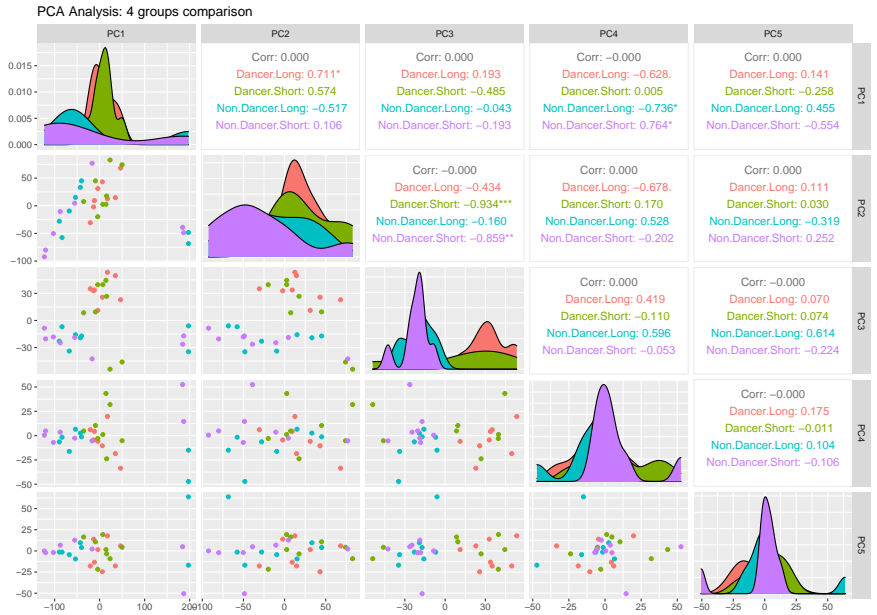 PCA Analysis: 4 groups comparison
PC1 PC2 PC3 PC4 PC5
Corr: 0.000 Corr: 0.000 Corr: −0.000 Corr: 0.000
Dancer.Long: 0.711* Dancer.Long: 0.193 Dancer.Long: −0.628. Dancer.Long: 0.141
Dancer.Short: 0.574 Dancer.Short: −0.485 Dancer.Short: 0.005 Dancer.Short: −0.258
Non.Dancer.Long: −0.517 Non.Dancer.Long: −0.043 Non.Dancer.Long: −0.736* Non.Dancer.Long: 0.455
Non.Dancer.Short: 0.106 Non.Dancer.Short: −0.193 Non.Dancer.Short: 0.764* Non.Dancer.Short: −0.554
0.015
0.010
0.005
0.000
PC1
Corr: −0.000 Corr: 0.000 Corr: 0.000
Dancer.Long: −0.434 Dancer.Long: −0.678. Dancer.Long: 0.111
Dancer.Short: −0.934*** Dancer.Short: 0.170 Dancer.Short: 0.030
Non.Dancer.Long: −0.160 Non.Dancer.Long: 0.528 Non.Dancer.Long: −0.319
Non.Dancer.Short: −0.859** Non.Dancer.Short: −0.202 Non.Dancer.Short: 0.252
50
0
−50
−100
PC2
Corr: 0.000 Corr: −0.000
Dancer.Long: 0.419 Dancer.Long: 0.070
Dancer.Short: −0.110 Dancer.Short: 0.074
Non.Dancer.Long: 0.596 Non.Dancer.Long: 0.614
Non.Dancer.Short: −0.053 Non.Dancer.Short: −0.224
30
0
−30
PC3
Corr: −0.000
Dancer.Long: 0.175
Dancer.Short: −0.011
Non.Dancer.Long: 0.104
Non.Dancer.Short: −0.106
50
25
0
−25
−50
PC4
50
25
0
−25
−50
PC5
−100 0 100 200 −100 −50 0 50 −30 0 30 −50 −25 0 25 50 −50 −25 0 25 50